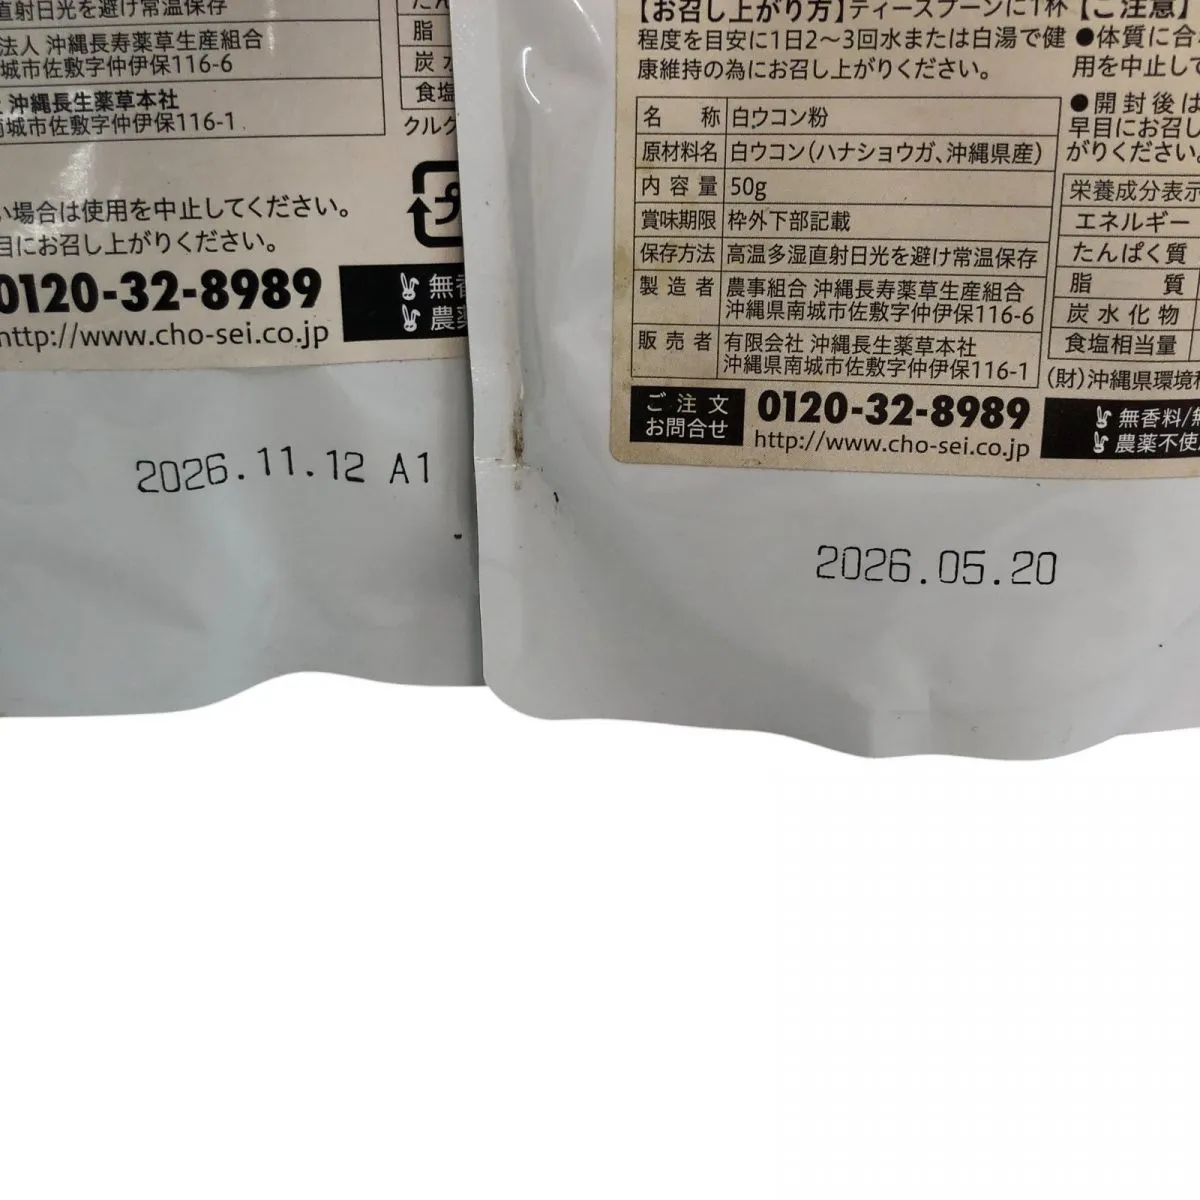 直射日光を避け常温保存
法人 沖縄長寿薬草生産組合
城市佐敷字仲伊保116-6
沖縄長生薬草本社
南城市佐敷字仲伊保116-1
たん
脂
炭水
食塩
クルク
い場合は使用を中止してください。
目にお召し上がりください。
プ
0120-32-8989
http://www.cho-sei.co.jp
無香
農薬
2026.11.12 A1
【お召し上がり方】ティースプーンに1杯
程度を目安に1日2〜3回水または白湯で健
康維持の為にお召し上がりください。
【ご注意】
●体質に合
用を中止して
●開封後は
早目にお召し
がりください。
名称 白ウコン粉
原材料名 白ウコン(ハナショウガ、沖縄県産)
内容量 50g
賞味期限 枠外下部記載
保存方法 高温多湿直射日光を避け常温保存
製造者 農事組合 沖縄長寿薬草生産組合
沖縄県南城市佐敷字仲伊保116-6
販売者 有限会社 沖縄長生薬草本社
沖縄県南城市佐敷字仲伊保116-1
栄養成分表示
エネルギー
たんぱく質
脂質
炭水化物
食塩相当量
(財)沖縄県環境
ご注文
お問合せ
0120-32-8989
http://www.cho-sei.co.jp
無香料/無
農薬不使
2026.05.20